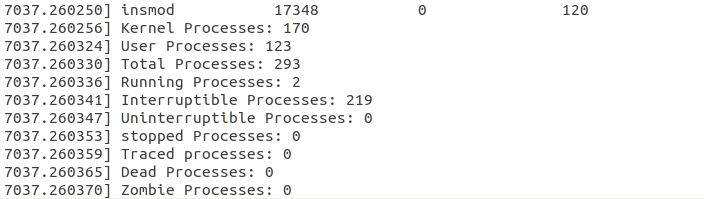 7037.260250] insmod 17348 0 120
7037.260256] Kernel Processes: 170
7037.260324] User Processes: 123
7037.260330] Total Processes: 293
7037.260336] Running Processes: 2
7037.260341] Interruptible Processes: 219
7037.260347] Uninterruptible Processes: 0
7037.260353] stopped Processes: 0
7037.260359] Traced processes: 0
7037.260365] Dead Processes: 0
7037.260370] Zombie Processes: 0